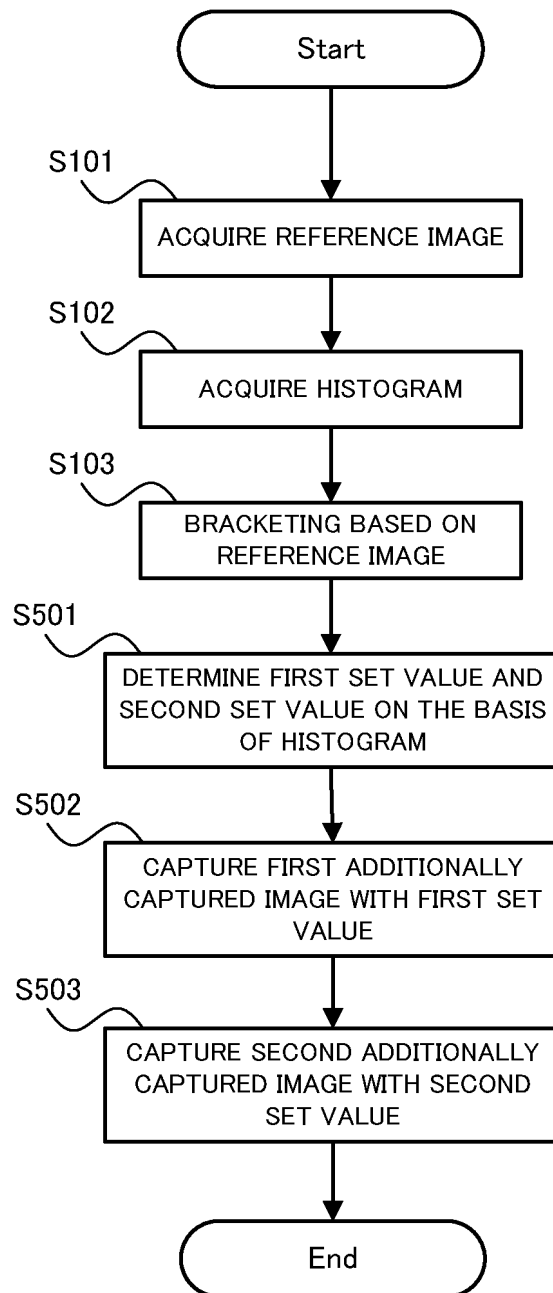 Start
S101
ACQUIRE REFERENCE IMAGE
S102
ACQUIRE HISTOGRAM
S103
BRACKETING BASED ON
REFERENCE IMAGE
S501
DETERMINE FIRST SET VALUE AND
SECOND SET VALUE ON THE BASIS
OF HISTOGRAM
S502
CAPTURE FIRST ADDITIONALLY
CAPTURED IMAGE WITH FIRST SET
VALUE
S503
CAPTURE SECOND ADDITIONALLY
CAPTURED IMAGE WITH SECOND
SET VALUE
End